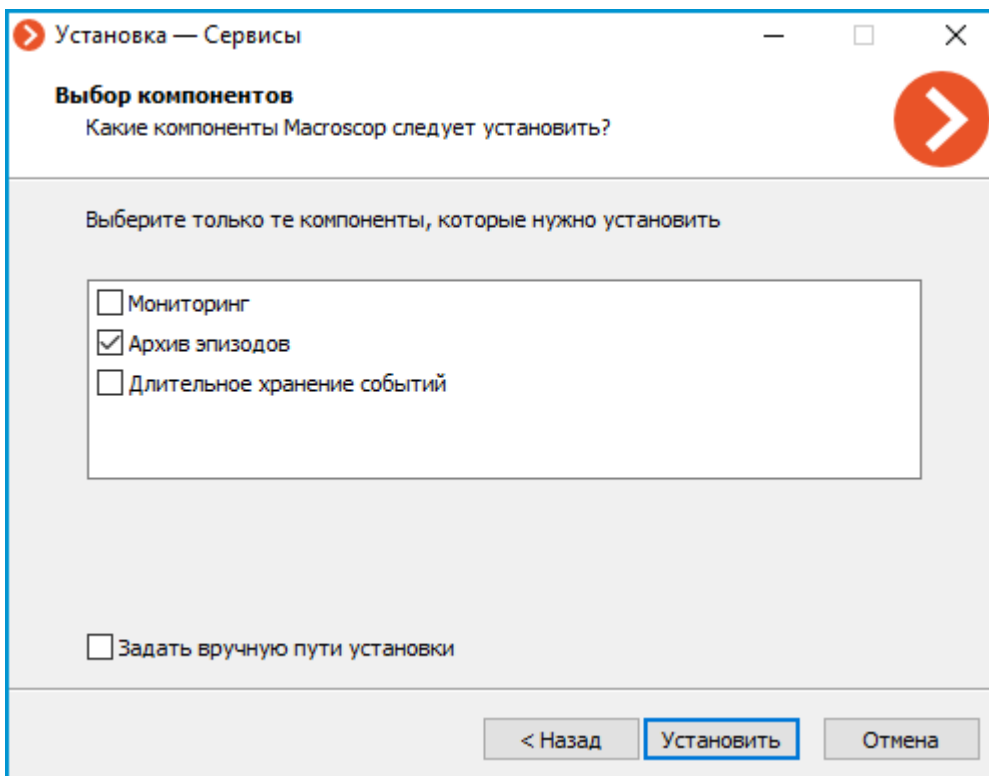 Установка — Сервисы
Выбор компонентов
Какие компоненты Macroscop следует установить?
Выберите только те компоненты, которые нужно установить
Мониторинг
Архив эпизодов
Длительное хранение событий
Задать вручную пути установки
< Назад
Установить
Отмена